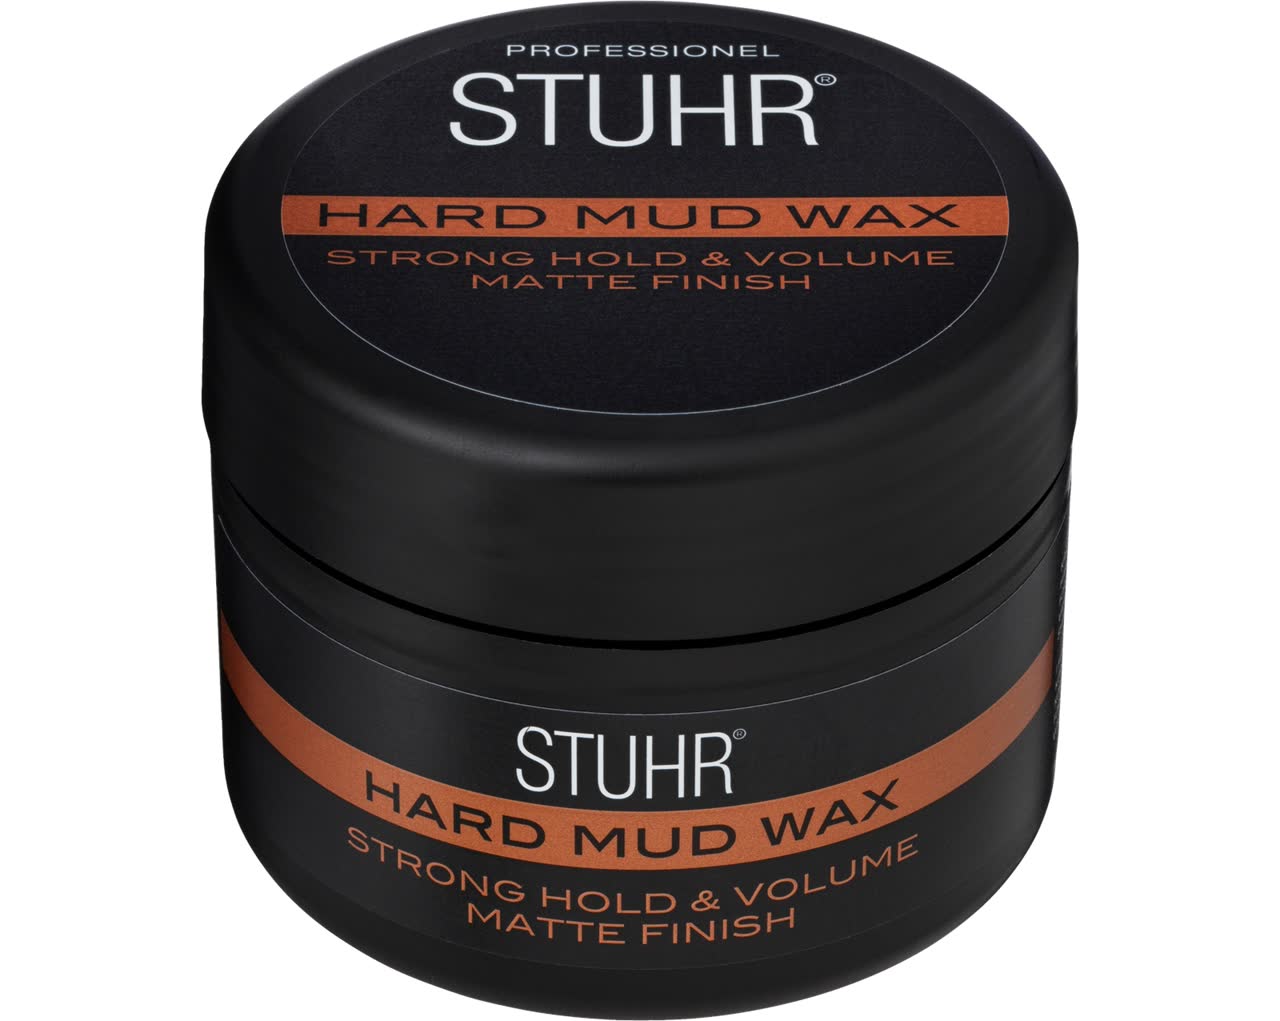 PROFESSIONEL
STUHR®
HARD MUD WAX
STRONG HOLD & VOLUME
MATTE FINISH
STUHR®
HARD MUD WAX
STRONG HOLD & VOLUME
MATTE FINISH